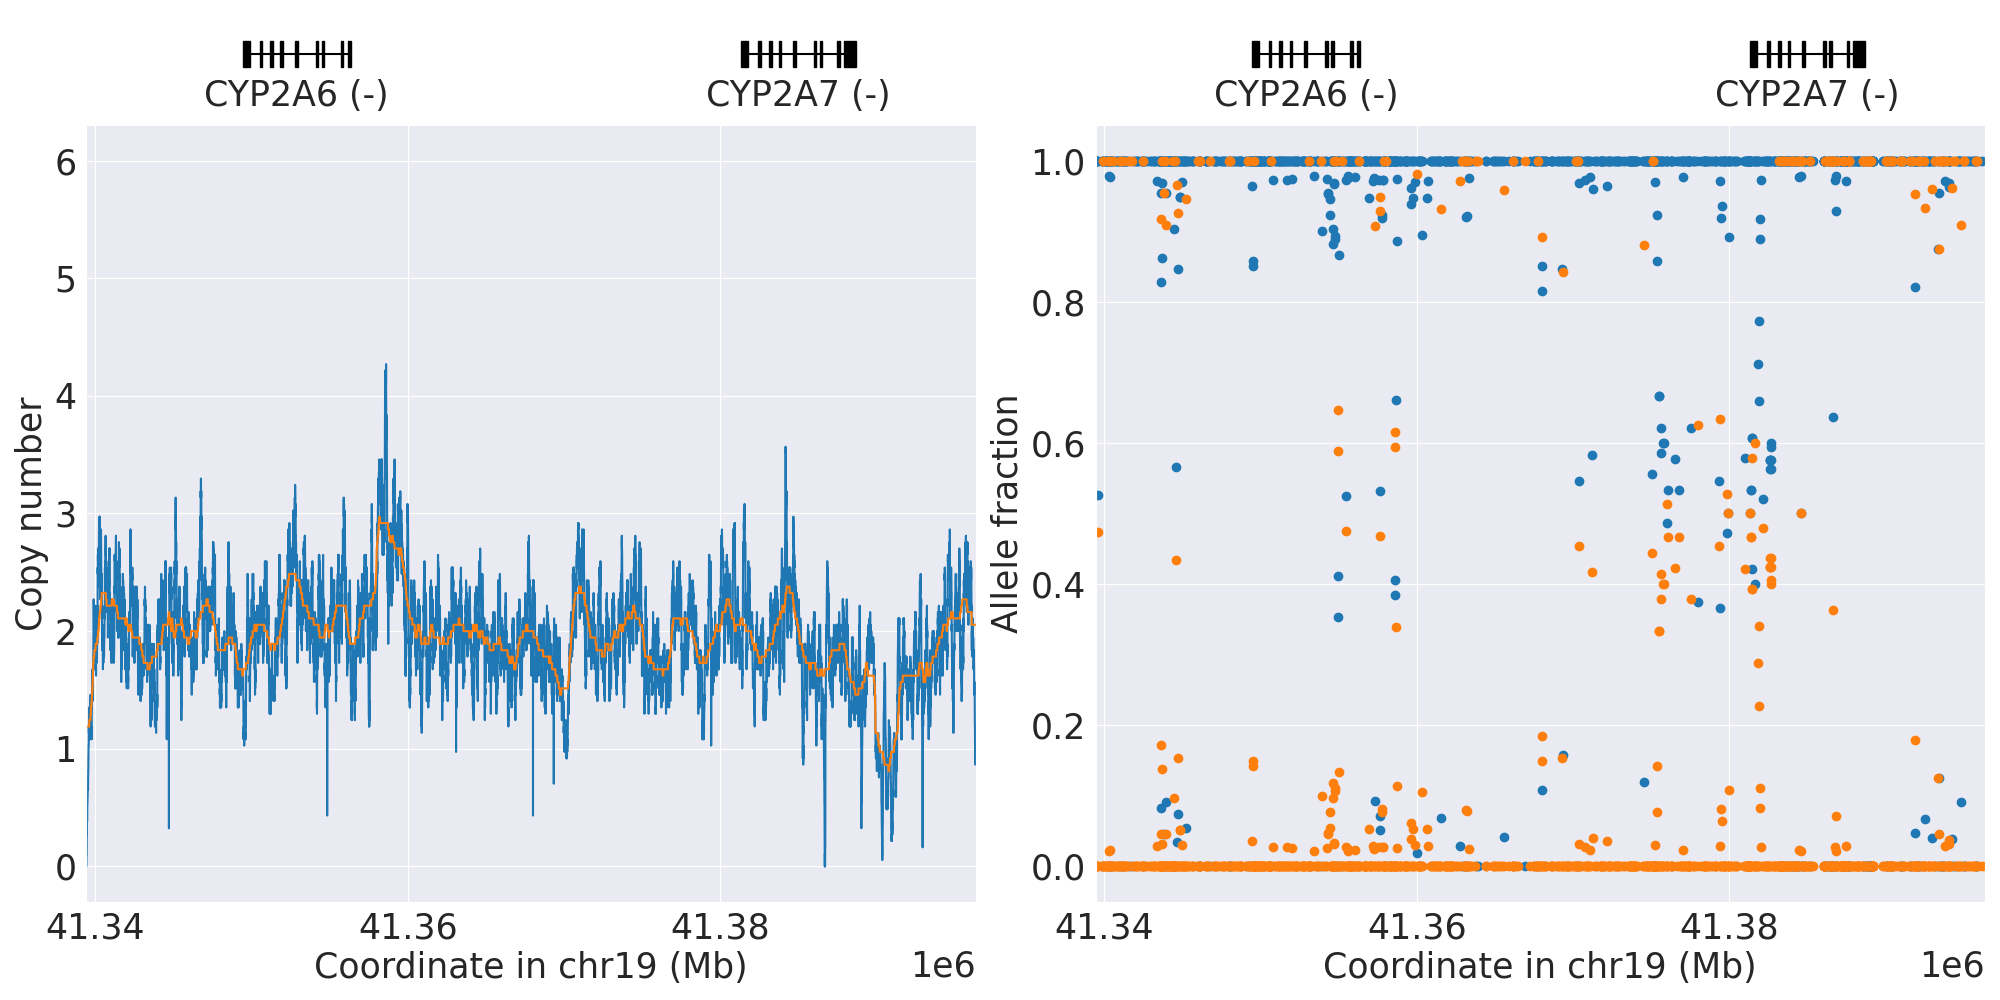 CYP2A6 (-)
CYP2A7 (-)
6
5
4
3
2
1
0
Copy number
41.34
41.36
41.38
Coordinate in chr19 (Mb)
1e6
CYP2A6 (-)
CYP2A7 (-)
1.0
0.8
0.6
0.4
0.2
0.0
Allele fraction
41.34
41.36
41.38
Coordinate in chr19 (Mb)
1e6